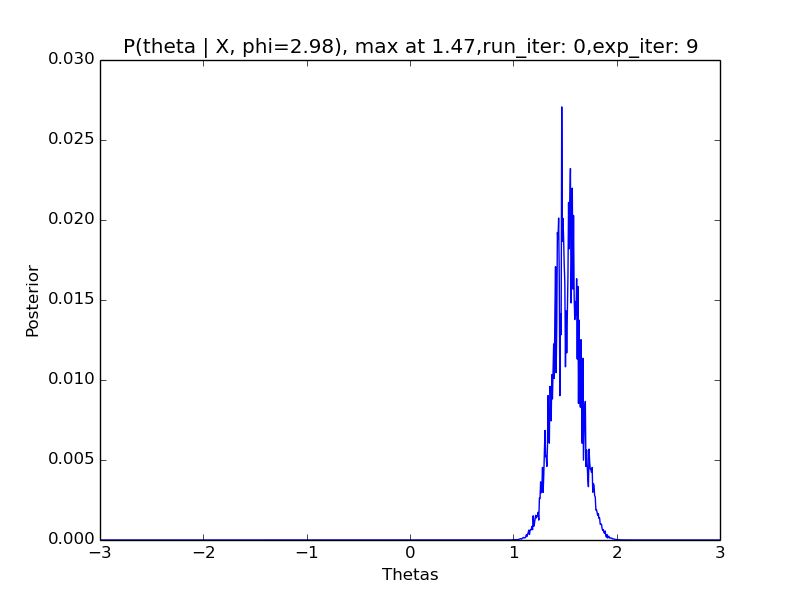 P(theta | X, phi=2.98), max at 1.47,run_iter: 0,exp_iter: 9
0.030
0.025
0.020
0.015
0.010
0.005
0.000
Posterior
−3 −2 −1 0 1 2 3
Thetas